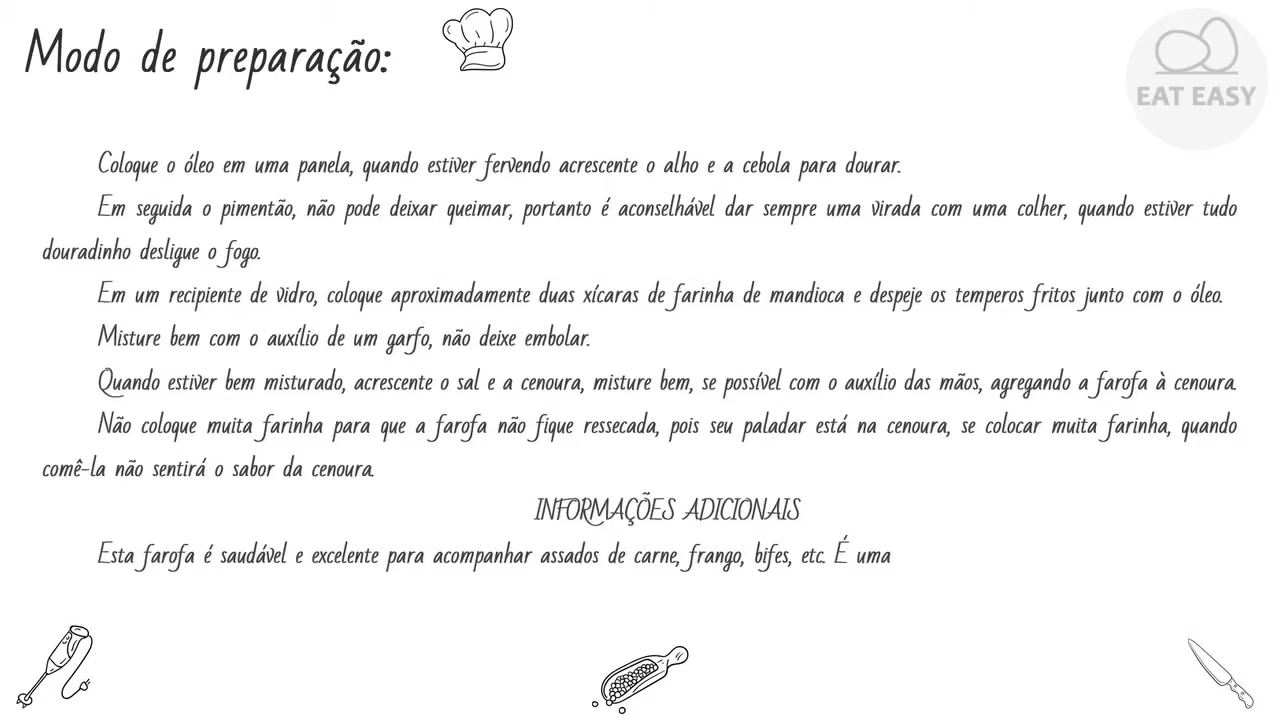 Modo de preparação:
EAT EASY
Coloque o óleo em uma panela, quando estiver fervendo acrescente o alho e a cebola para dourar.
Em seguida o pimentão, não pode deixar queimar, portanto é aconselhável dar sempre uma virada com uma colher, quando estiver tudo
douradinho desligue o fogo.
Em um recipiente de vidro, coloque aproximadamente duas xícaras de farinha de mandioca e despeje os temperos fritos junto com o óleo.
Misture bem com o auxílio de um garfo, não deixe embolar.
Quando estiver bem misturado, acrescente o sal e a cenoura, misture bem, se possível com o auxílio das mãos, agregando a farofa à cenoura.
Não coloque muita farinha para que a farofa não fique ressecada, pois seu paladar está na cenoura, se colocar muita farinha, quando
comê-la não sentirá o sabor da cenoura.
INFORMAÇÕES ADICIONAIS
Esta farofa é saudável e excelente para acompanhar assados de carne, frango, bifes, etc. É uma